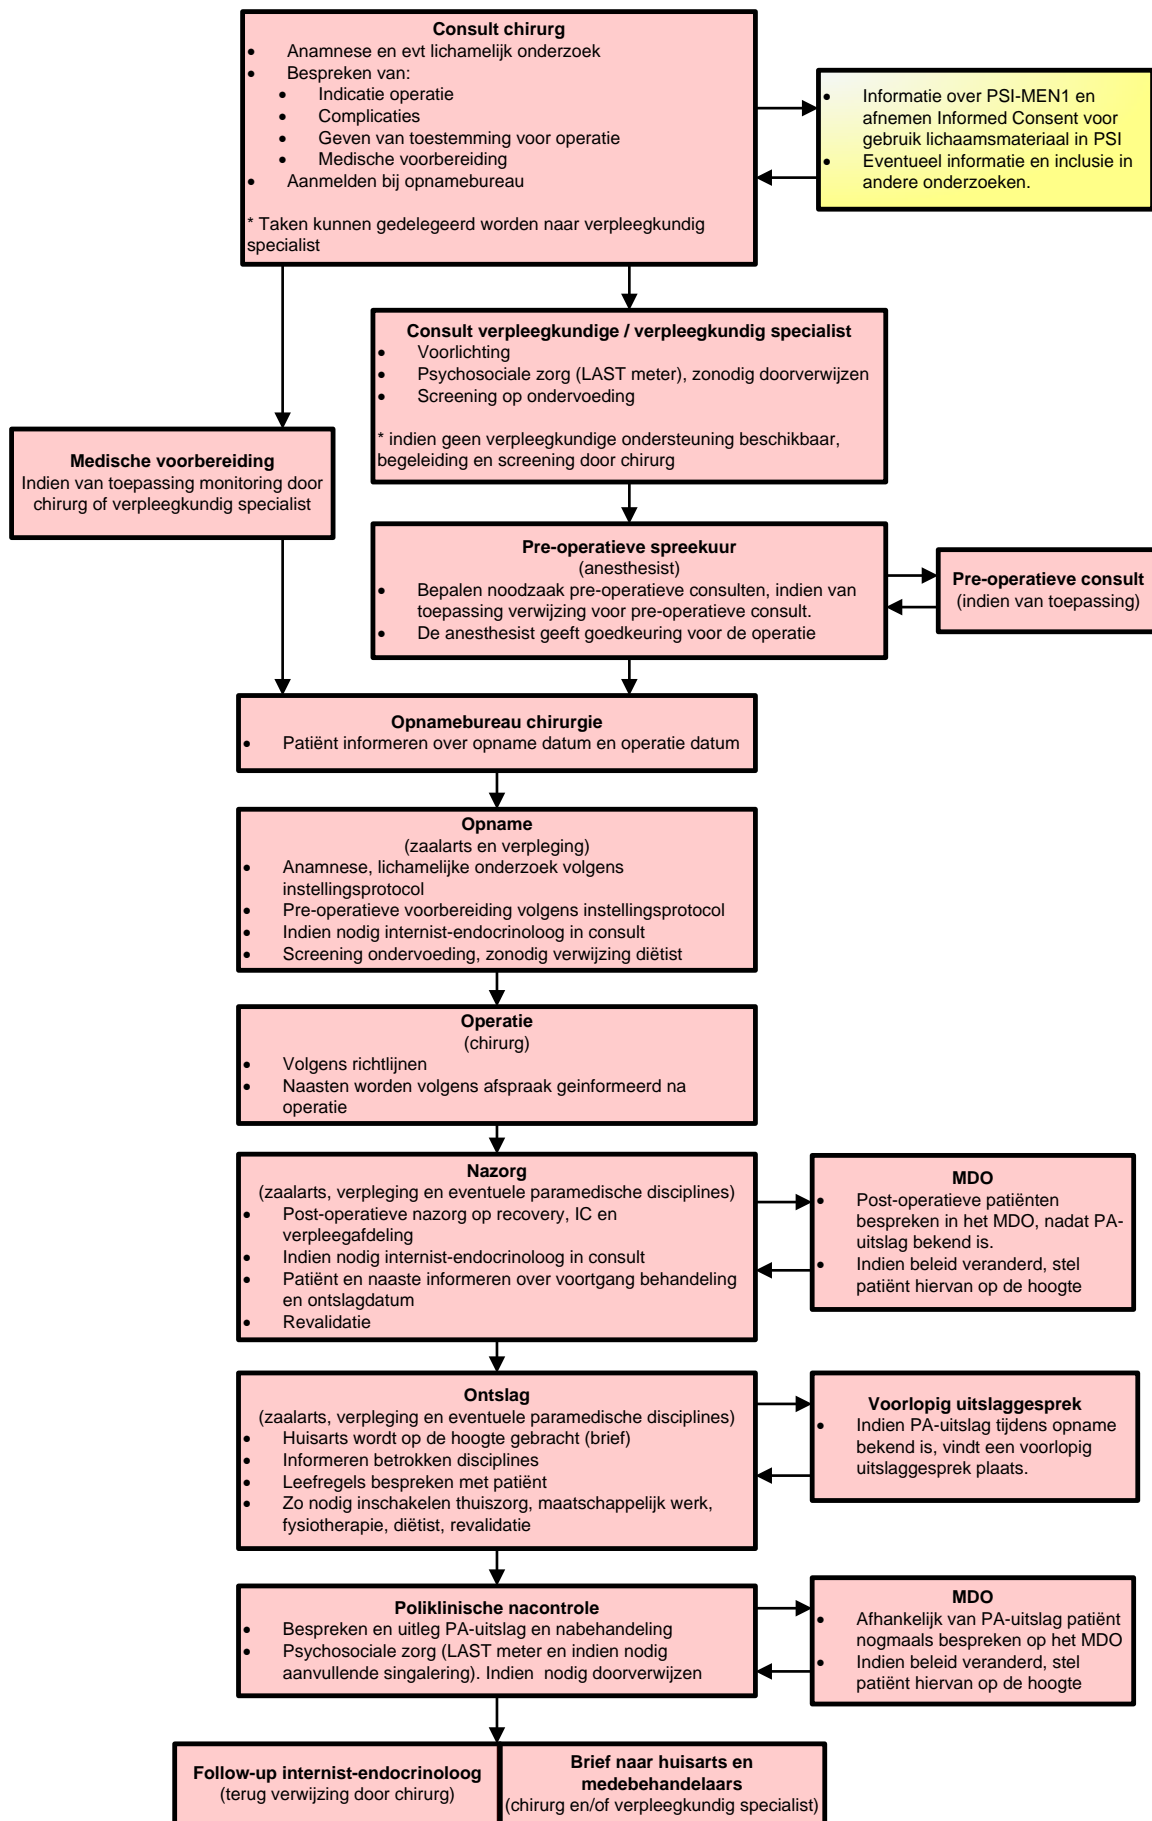 Consult chirurg
• Anamnese en evt lichamelijk onderzoek
• Bespreken van:
• Indicatie operatie
• Complicaties
• Geven van toestemming voor operatie
• Medische voorbereiding
• Aanmelden bij opnamebureau
* Taken kunnen gedelegeerd worden naar verpleegkundig
specialist
• Informatie over PSI-MEN1 en
afnemen Informed Consent voor
gebruik lichaamsmateriaal in PSI
• Eventueel informatie en inclusie in
andere onderzoeken.
Consult verpleegkundige / verpleegkundig specialist
• Voorlichting
• Psychosociale zorg (LAST meter), zonodig doorverwijzen
• Screening op ondervoeding
* indien geen verpleegkundige ondersteuning beschikbaar,
begeleiding en screening door chirurg
Medische voorbereiding
Indien van toepassing monitoring door
chirurg of verpleegkundig specialist
Pre-operatieve spreekuur
(anesthesist)
• Bepalen noodzaak pre-operatieve consulten, indien van
toepassing verwijzing voor pre-operatieve consult.
• De anesthesist geeft goedkeuring voor de operatie
Pre-operatieve consult
(indien van toepassing)
Opnamebureau chirurgie
• Patiënt informeren over opname datum en operatie datum
Opname
(zaalarts en verpleging)
• Anamnese, lichamelijke onderzoek volgens
instellingsprotocol
• Pre-operatieve voorbereiding volgens instellingsprotocol
• Indien nodig internist-endocrinoloog in consult
• Screening ondervoeding, zonodig verwijzing diëtist
Operatie
(chirurg)
• Volgens richtlijnen
• Naasten worden volgens afspraak geinformeerd na
operatie
Nazorg
(zaalarts, verpleging en eventuele paramedische disciplines)
• Post-operatieve nazorg op recovery, IC en
verpleegafdeling
• Indien nodig internist-endocrinoloog in consult
• Patiënt en naaste informeren over voortgang behandeling
en ontslagdatum
• Revalidatie
MDO
• Post-operatieve patiënten
bespreken in het MDO, nadat PA-
uitslag bekend is.
• Indien beleid veranderd, stel
patiënt hiervan op de hoogte
Ontslag
(zaalarts, verpleging en eventuele paramedische disciplines)
• Huisarts wordt op de hoogte gebracht (brief)
• Informeren betrokken disciplines
• Leefregels bespreken met patiënt
• Zo nodig inschakelen thuiszorg, maatschappelijk werk,
fysiotherapie, diëtist, revalidatie
Voorlopig uitslaggesprek
• Indien PA-uitslag tijdens opname
bekend is, vindt een voorlopig
uitslaggesprek plaats.
Poliklinische nacontrole
• Bespreken en uitleg PA-uitslag en nabehandeling
• Psychosociale zorg (LAST meter en indien nodig
aanvullende singalering). Indien  nodig doorverwijzen
MDO
• Afhankelijk van PA-uitslag patiënt
nogmaals bespreken op het MDO
• Indien beleid veranderd, stel
patiënt hiervan op de hoogte
Follow-up internist-endocrinoloog
(terug verwijzing door chirurg)
Brief naar huisarts en
medebehandelaars
(chirurg en/of verpleegkundig specialist)